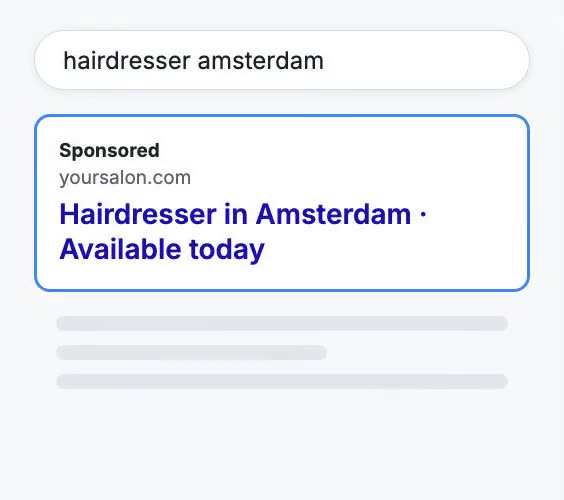 hairdresser amsterdam
Sponsored
yoursalon.com
Hairdresser in Amsterdam ·
Available today